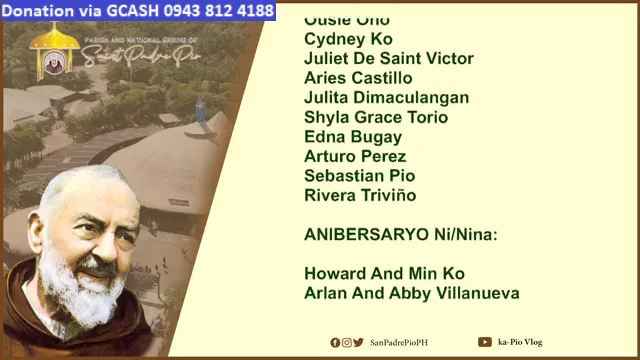 Donation via GCASH 0943 812 4188
PARISH AND NATIONAL SHRINE OF
Saint Padre Pio
Cydney Ko
Juliet De Saint Victor
Aries Castillo
Julita Dimaculangan
Shyla Grace Torio
Edna Bugay
Arturo Perez
Sebastian Pio
Rivera Triviño
ANIBERSARYO Ni/Nina:
Howard And Min Ko
Arlan And Abby Villanueva
SanPadrePioPH
ka-Pio Vlog